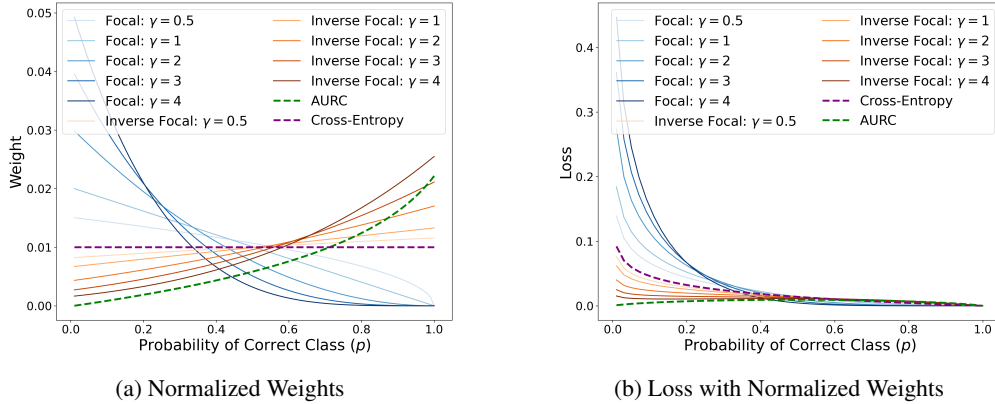 0.05
0.04
0.03
0.02
0.01
0.00
Weight
Focal: γ = 0.5
Focal: γ = 1
Focal: γ = 2
Focal: γ = 3
Focal: γ = 4
Inverse Focal: γ = 0.5
Inverse Focal: γ = 1
Inverse Focal: γ = 2
Inverse Focal: γ = 3
Inverse Focal: γ = 4
AURC
Cross-Entropy
0.0 0.2 0.4 0.6 0.8 1.0
Probability of Correct Class (p)
(a) Normalized Weights
0.4
0.3
0.2
0.1
0.0
Loss
Focal: γ = 0.5
Focal: γ = 1
Focal: γ = 2
Focal: γ = 3
Focal: γ = 4
Inverse Focal: γ = 0.5
Inverse Focal: γ = 1
Inverse Focal: γ = 2
Inverse Focal: γ = 3
Inverse Focal: γ = 4
Cross-Entropy
AURC
0.0 0.2 0.4 0.6 0.8 1.0
Probability of Correct Class (p)
(b) Loss with Normalized Weights